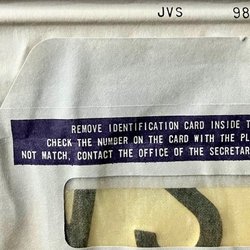 JVS 98
REMOVE IDENTIFICATION CARD INSIDE T
CHECK THE NUMBER ON THE CARD WITH THE PL
NOT MATCH, CONTACT THE OFFICE OF THE SECRETAR
S